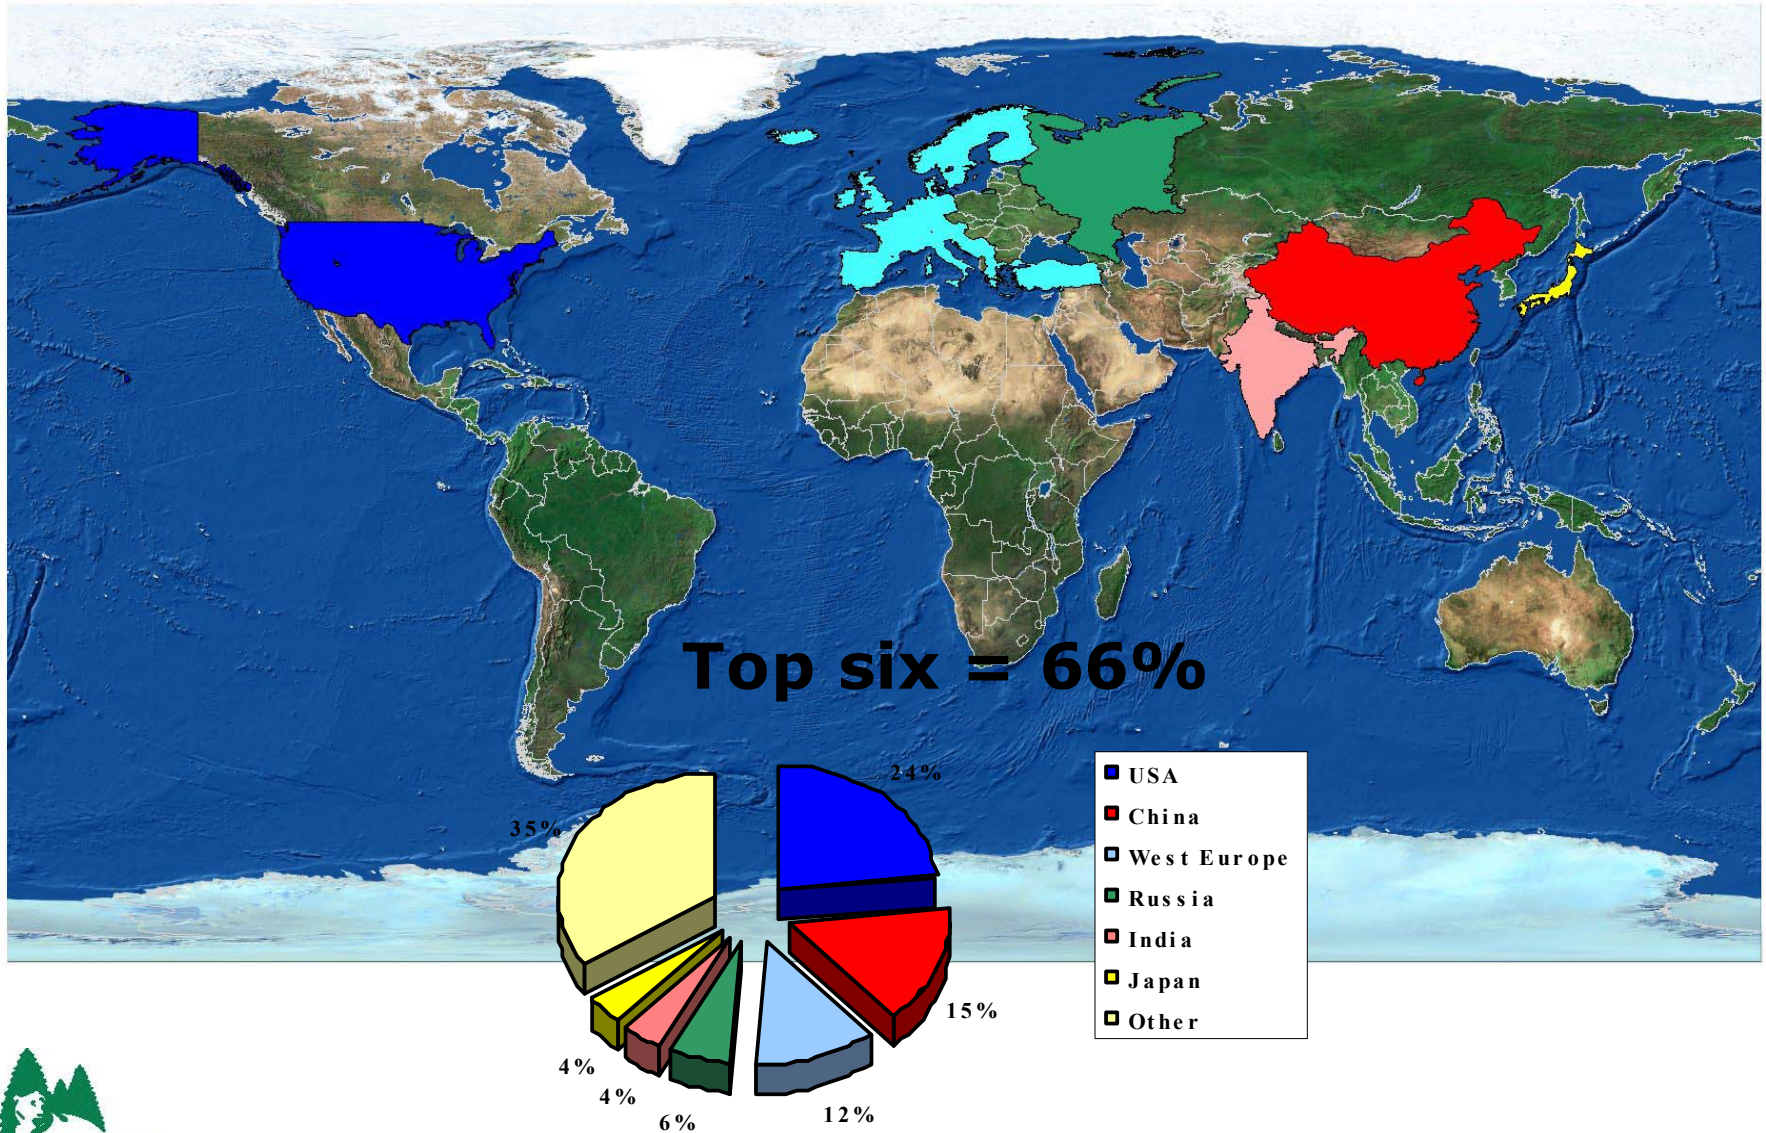 Top six = 66%
24%
35%
15%
4%
4%
6%
12%
USA
China
West Europe
Russia
India
Japan
Other